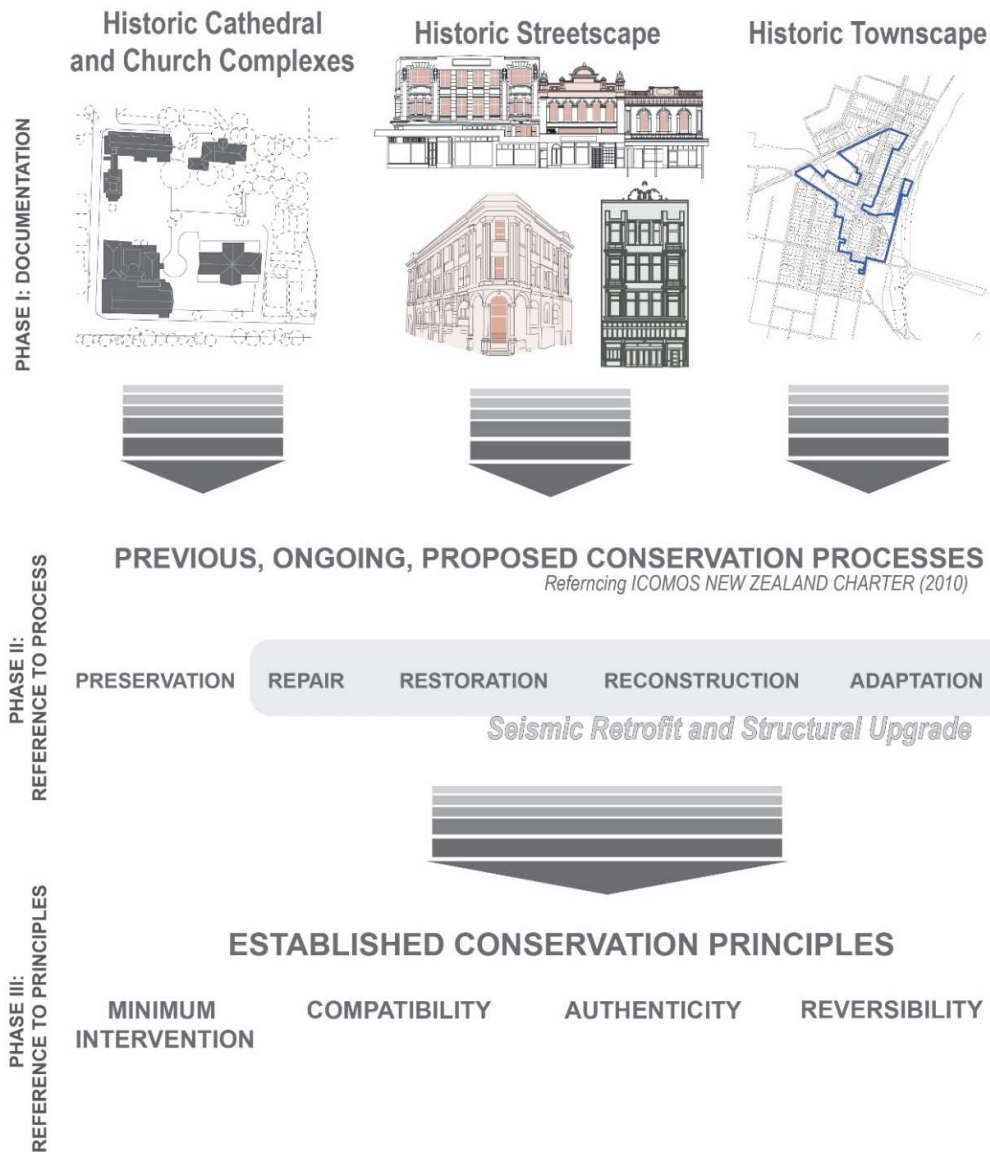 Historic Cathedral
and Church Complexes
Historic Streetscape
Historic Townscape
PHASE I: DOCUMENTATION
PREVIOUS, ONGOING, PROPOSED CONSERVATION PROCESSES
Referncing ICOMOS NEW ZEALAND CHARTER (2010)
PHASE II:
REFERENCE TO PROCESS
PRESERVATION
REPAIR
RESTORATION
RECONSTRUCTION
ADAPTATION
Seismic Retrofit and Structural Upgrade
ESTABLISHED CONSERVATION PRINCIPLES
PHASE III:
REFERENCE TO PRINCIPLES
MINIMUM
INTERVENTION
COMPATIBILITY
AUTHENTICITY
REVERSIBILITY